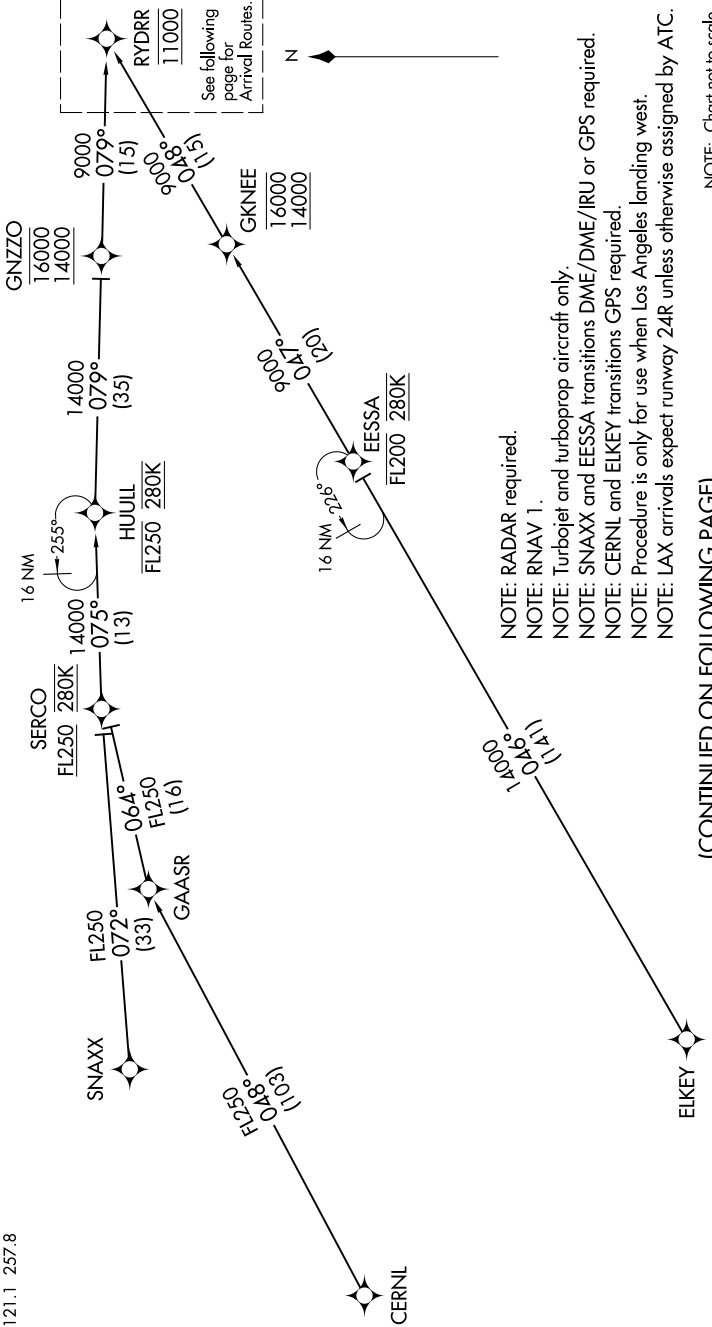 121.1 257.8
SNAXX
FL250
072°
(33)
CERNL
FL250
048°
(103)
GAASR
064°
FL250
(16)
SERCO
FL250 280K
14000
075°
(13)
16 NM
255°
HUULL
FL250 280K
14000
079°
(35)
GNZZO
16000
14000
9000
079°
(15)
RYDRR
11000
See following
page for
Arrival Routes.
N
ELKEY
14000
046°
(141)
16 NM
226°
EESSA
FL200 280K
9000
047°
(20)
GKNEE
16000
14000
9000
048°
(15)
NOTE: RADAR required.
NOTE: RNAV 1.
NOTE: Turbojet and turboprop aircraft only.
NOTE: SNAXX and EESSA transitions DME/DME/IRU or GPS required.
NOTE: CERNL and ELKEY transitions GPS required.
NOTE: Procedure is only for use when Los Angeles landing west.
NOTE: LAX arrivals expect runway 24R unless otherwise assigned by ATC.
NOTE: Chart not to scale.
(CONTINUED ON FOLLOWING PAGE)